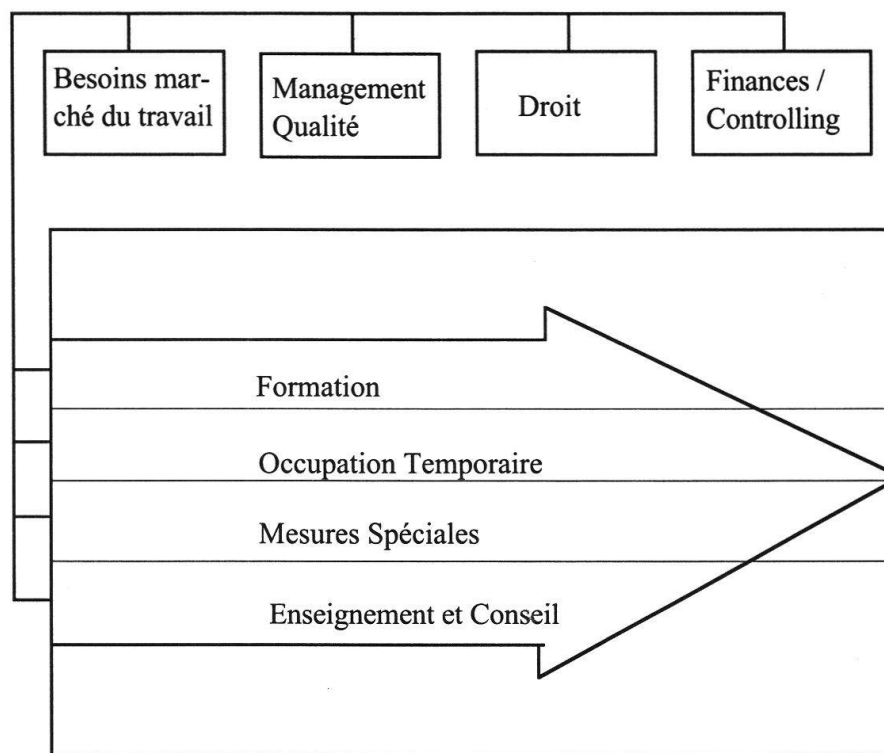 Besoins mar-
ché du travail
Management
Qualité
Droit
Finances /
Controlling
Formation
Occupation Temporaire
Mesures Spéciales
Enseignement et Conseil